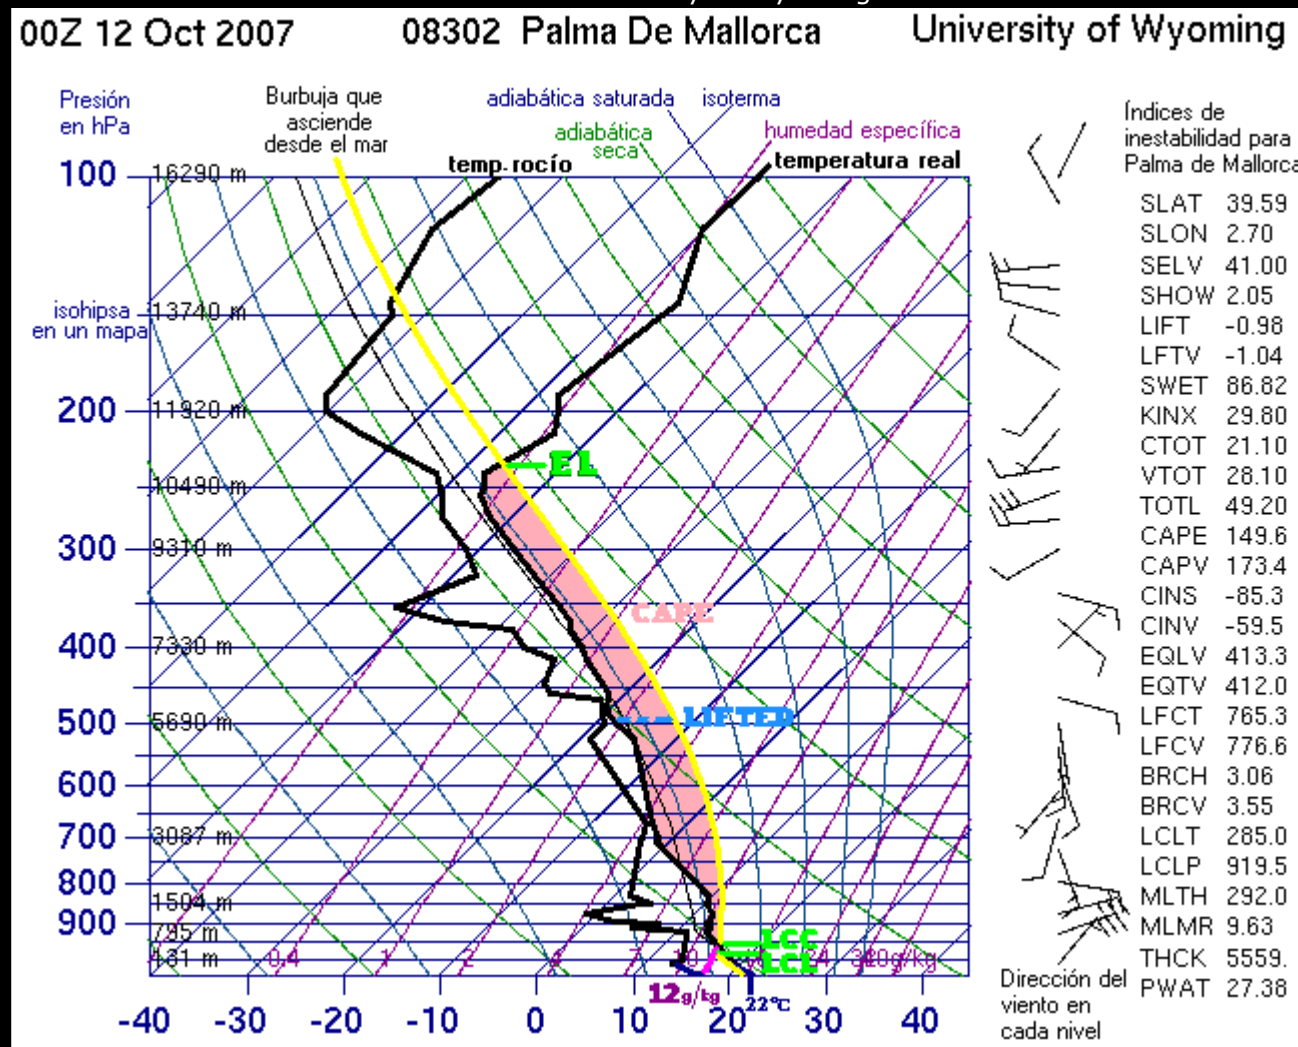 00Z 12 Oct 2007
08302 Palma De Mallorca
University of Wyoming
Presión
en hPa
Burbuja que
asciende
desde el mar
adiabática saturada
isoterma
adiabática
seca
humedad específica
temp.rocío
temperatura real
Índices de
inestabilidad para
Palma de Mallorca
100
16290 m
isohipsa
en un mapa
13740 m
200
11920 m
EL
10490 m
300
9310 m
CAPE
400
7330 m
500
5690 m
LIFTED
600
700
3087 m
800
1504 m
900
795 m
131 m
LCC
LCL
0.4
1
2
4
7
10
24
g/kg
12g/kg
22°C
-40
-30
-20
-10
0
10
20
30
40
SLAT 39.59
SLON 2.70
SELV 41.00
SHOW 2.05
LIFT -0.98
LFTV -1.04
SWET 86.82
KINX 29.80
CTOT 21.10
VTOT 28.10
TOTL 49.20
CAPE 149.6
CAPV 173.4
CINS -85.3
CINV -59.5
EQLV 413.3
EQTV 412.0
LFCT 765.3
LFCV 776.6
BRCH 3.06
BRCV 3.55
LCLT 285.0
LCLP 919.5
MLTH 292.0
MLMR 9.63
THCK 5559.
PWAT 27.38
Dirección del
viento en
cada nivel